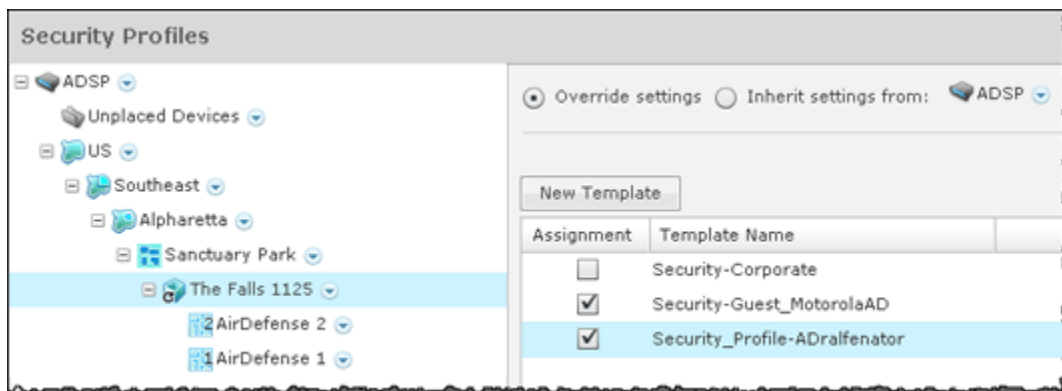 Security Profiles
ADSP
Unplaced Devices
US
Southeast
Alpharetta
Sanctuary Park
The Falls 1125
2 AirDefense 2
1 AirDefense 1
Override settings
Inherit settings from:
ADSP
New Template
Assignment
Template Name
Security-Corporate
Security-Guest_MotorolaAD
Security_Profile-ADralfenator